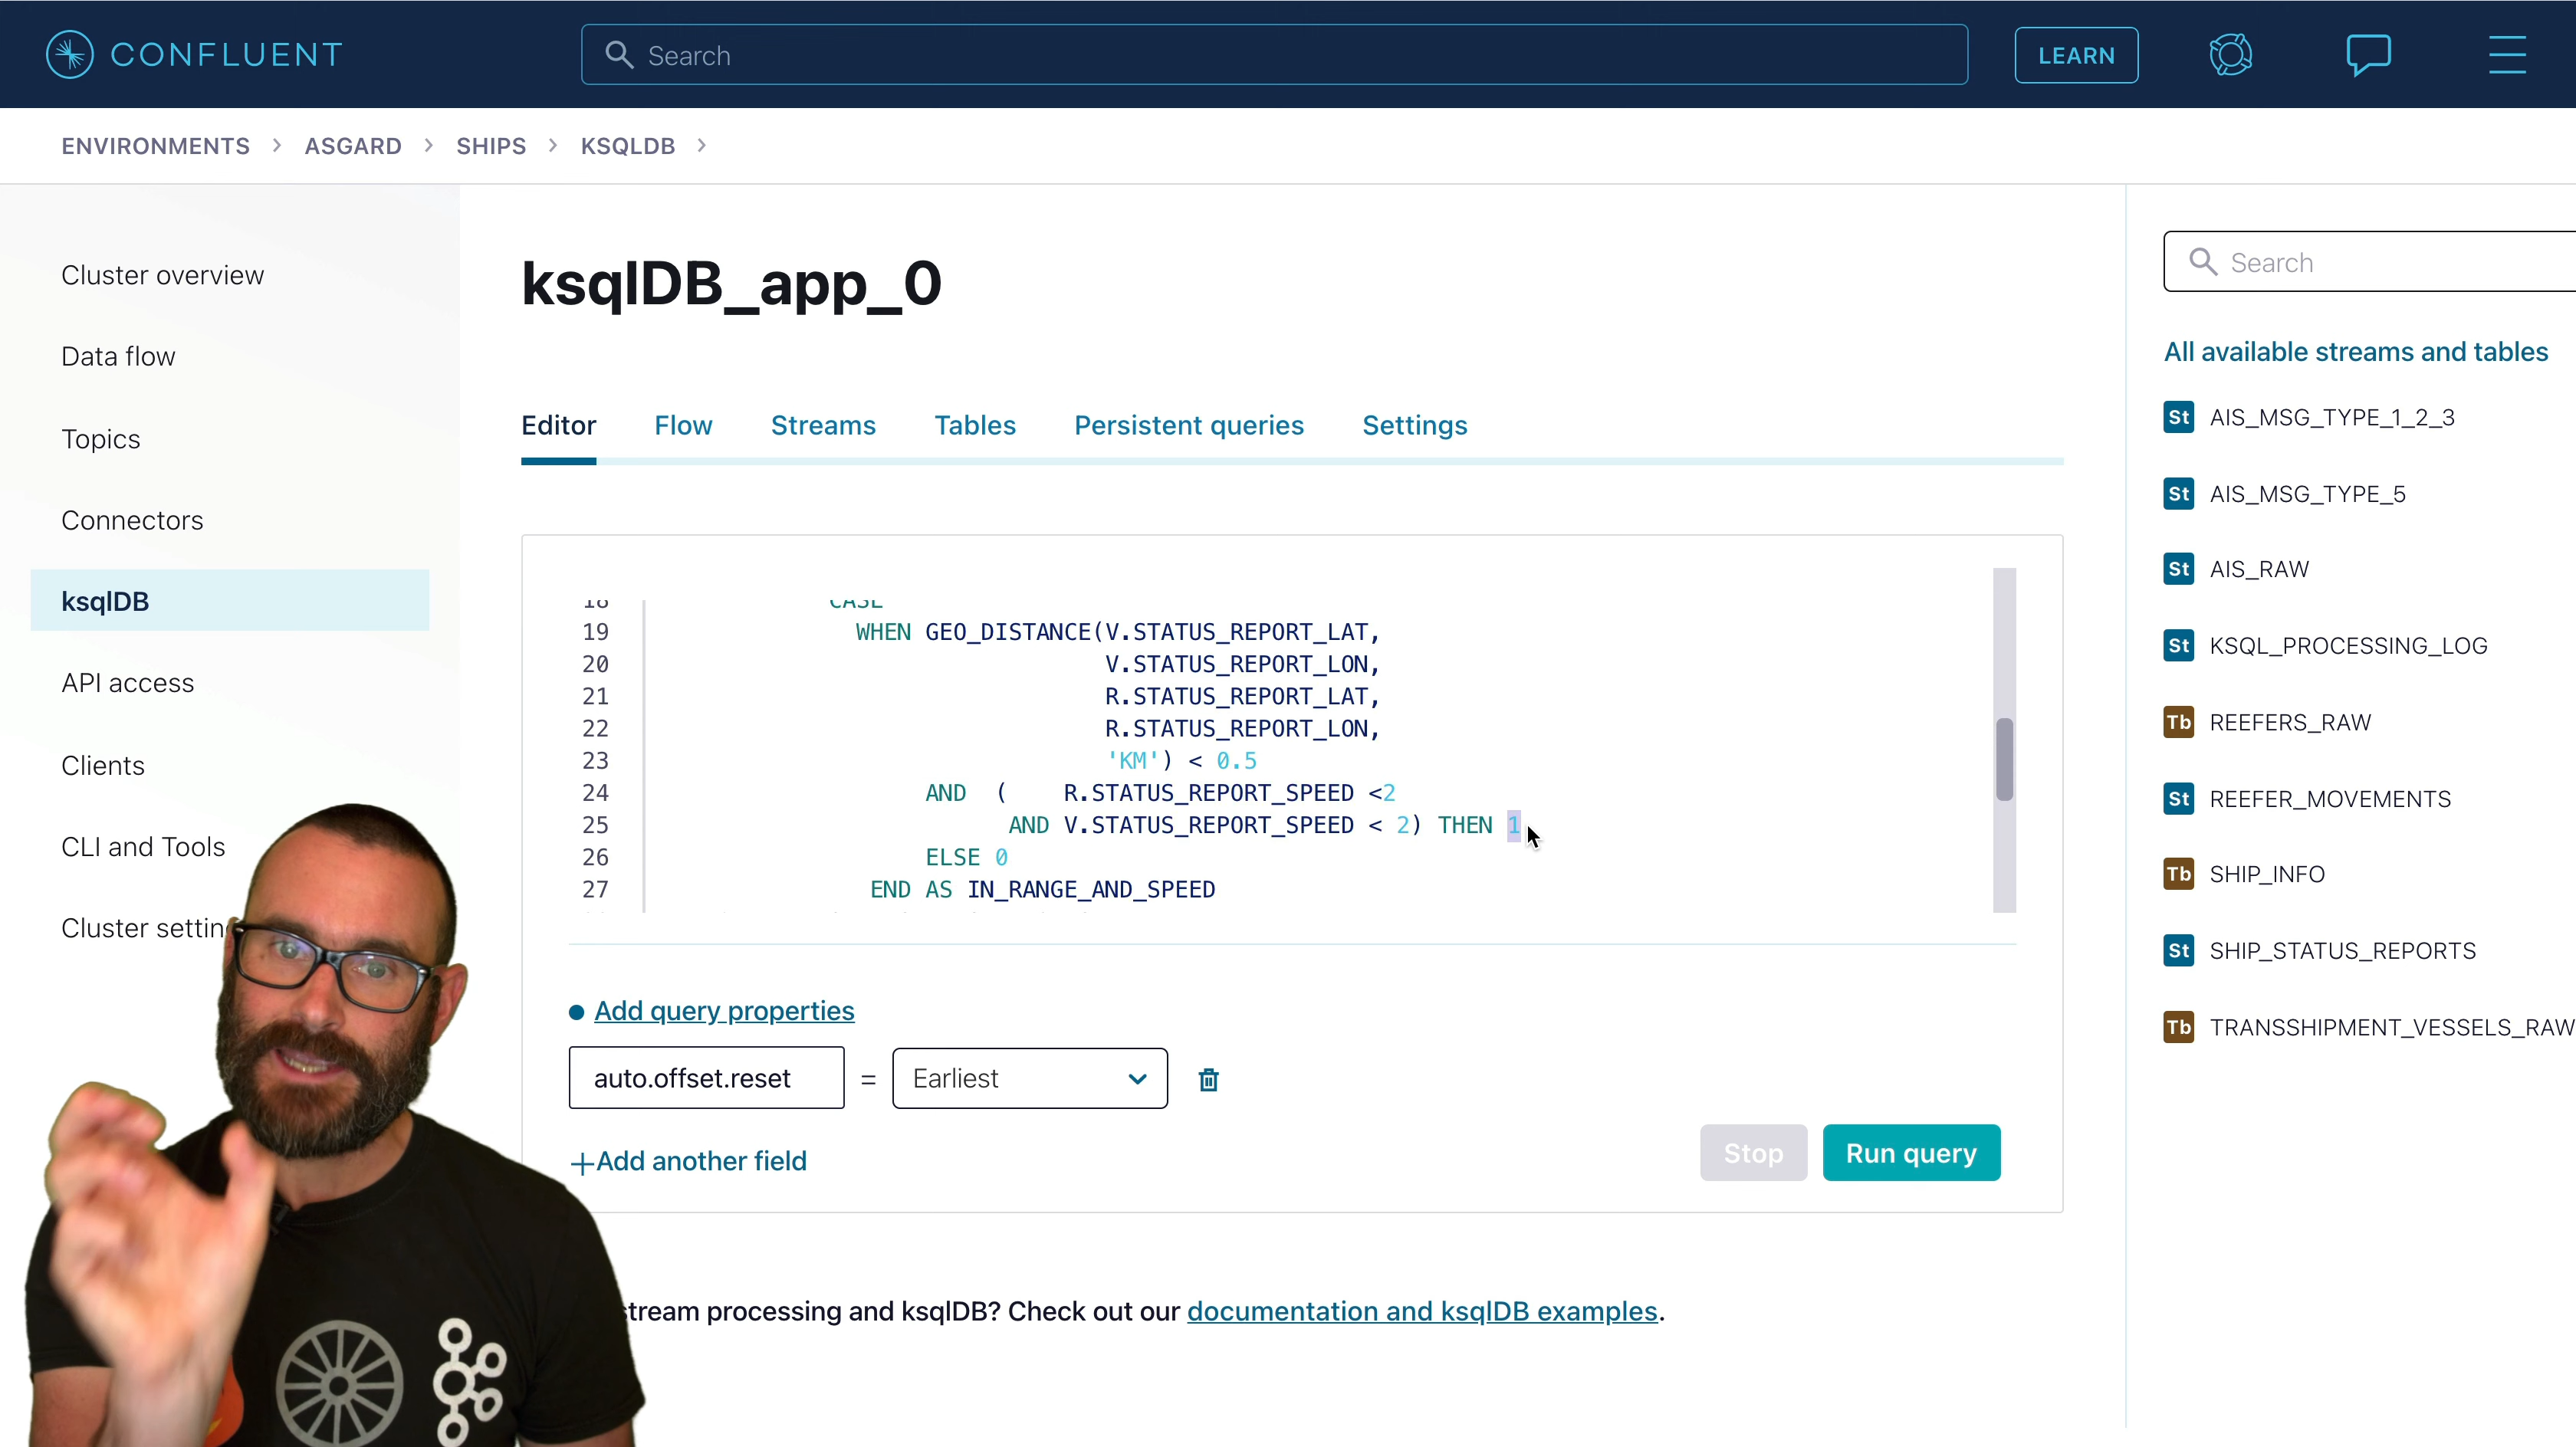 CONFLUENT
Search
LEARN
ENVIRONMENTS > ASGARD > SHIPS > KSQLDB >
Cluster overview
Data flow
Topics
Connectors
ksqlDB
API access
Clients
CLI and Tools
Cluster settin
ksqlDB_app_0
Editor Flow Streams Tables Persistent queries Settings
18 CASE
19 WHEN GEO_DISTANCE(V.STATUS_REPORT_LAT,
20 V.STATUS_REPORT_LON,
21 R.STATUS_REPORT_LAT,
22 R.STATUS_REPORT_LON,
23 'KM') < 0.5
24 AND ( R.STATUS_REPORT_SPEED <2
25 AND V.STATUS_REPORT_SPEED < 2) THEN 1
26 ELSE 0
27 END AS IN_RANGE_AND_SPEED
Add query properties
auto.offset.reset = Earliest
+Add another field
Stop Run query
stream processing and ksqlDB? Check out our documentation and ksqlDB examples.
Search
All available streams and tables
St AIS_MSG_TYPE_1_2_3
St AIS_MSG_TYPE_5
St AIS_RAW
St KSQL_PROCESSING_LOG
Tb REEFERS_RAW
St REEFER_MOVEMENTS
Tb SHIP_INFO
St SHIP_STATUS_REPORTS
Tb TRANSSHIPMENT_VESSELS_RAW